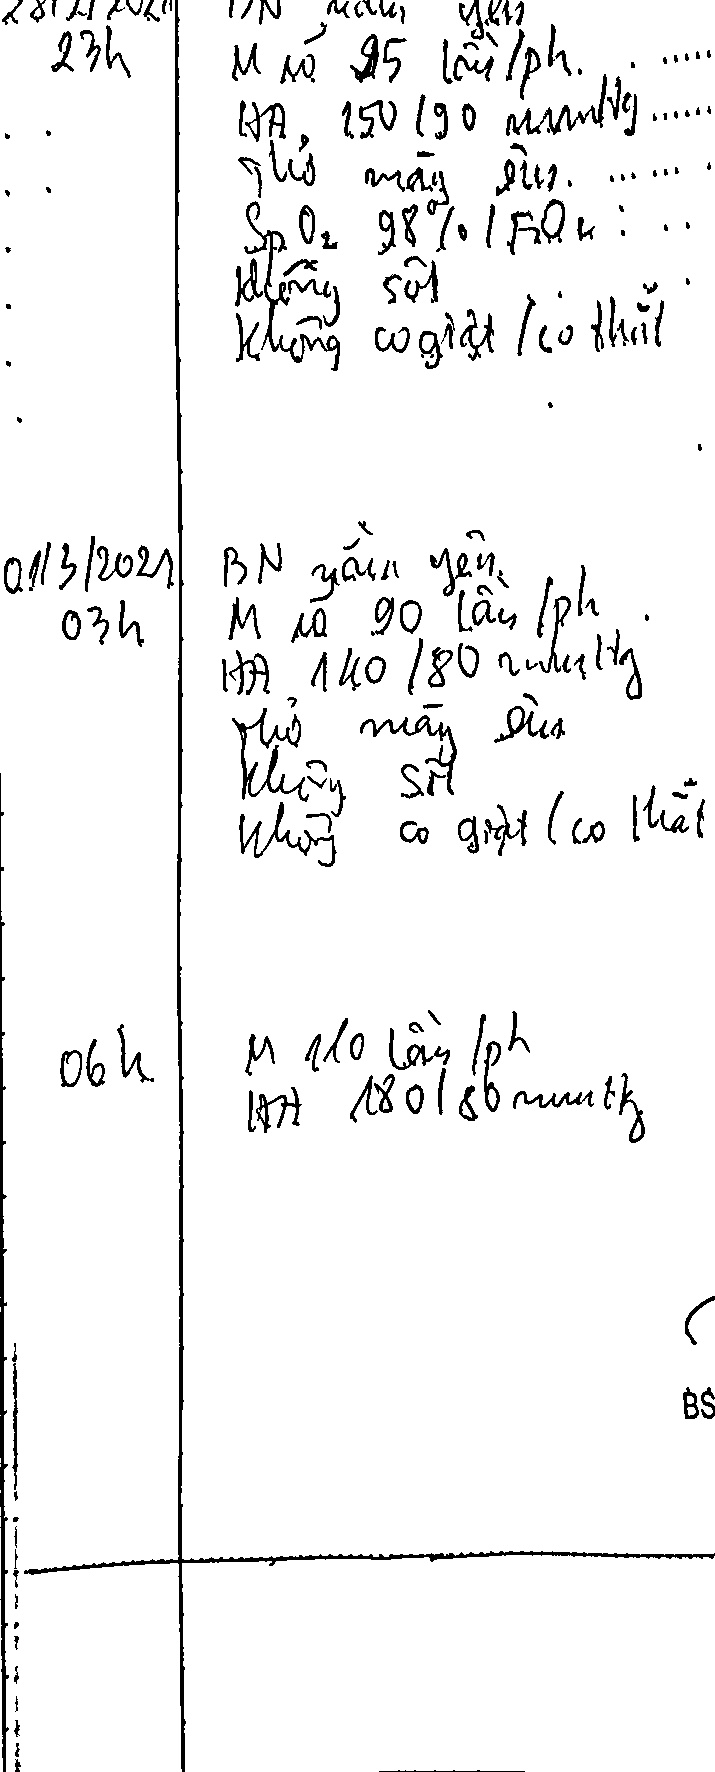 28/2/2021 BN nằm yên
23h M rõ 95 lần/ph.
HA 150/90 mmHg
Thở máy êm.
SpO2 98% /
Không sốt
Không co giật / co thắt
01/3/2021 BN nằm yên.
03h M rõ 90 lần/ph
HA 140/80 mmHg
Thở máy êm
Không sốt
Không co giật / co thắt
06h M 110 lần/ph
HA 180/80 mmHg
BS